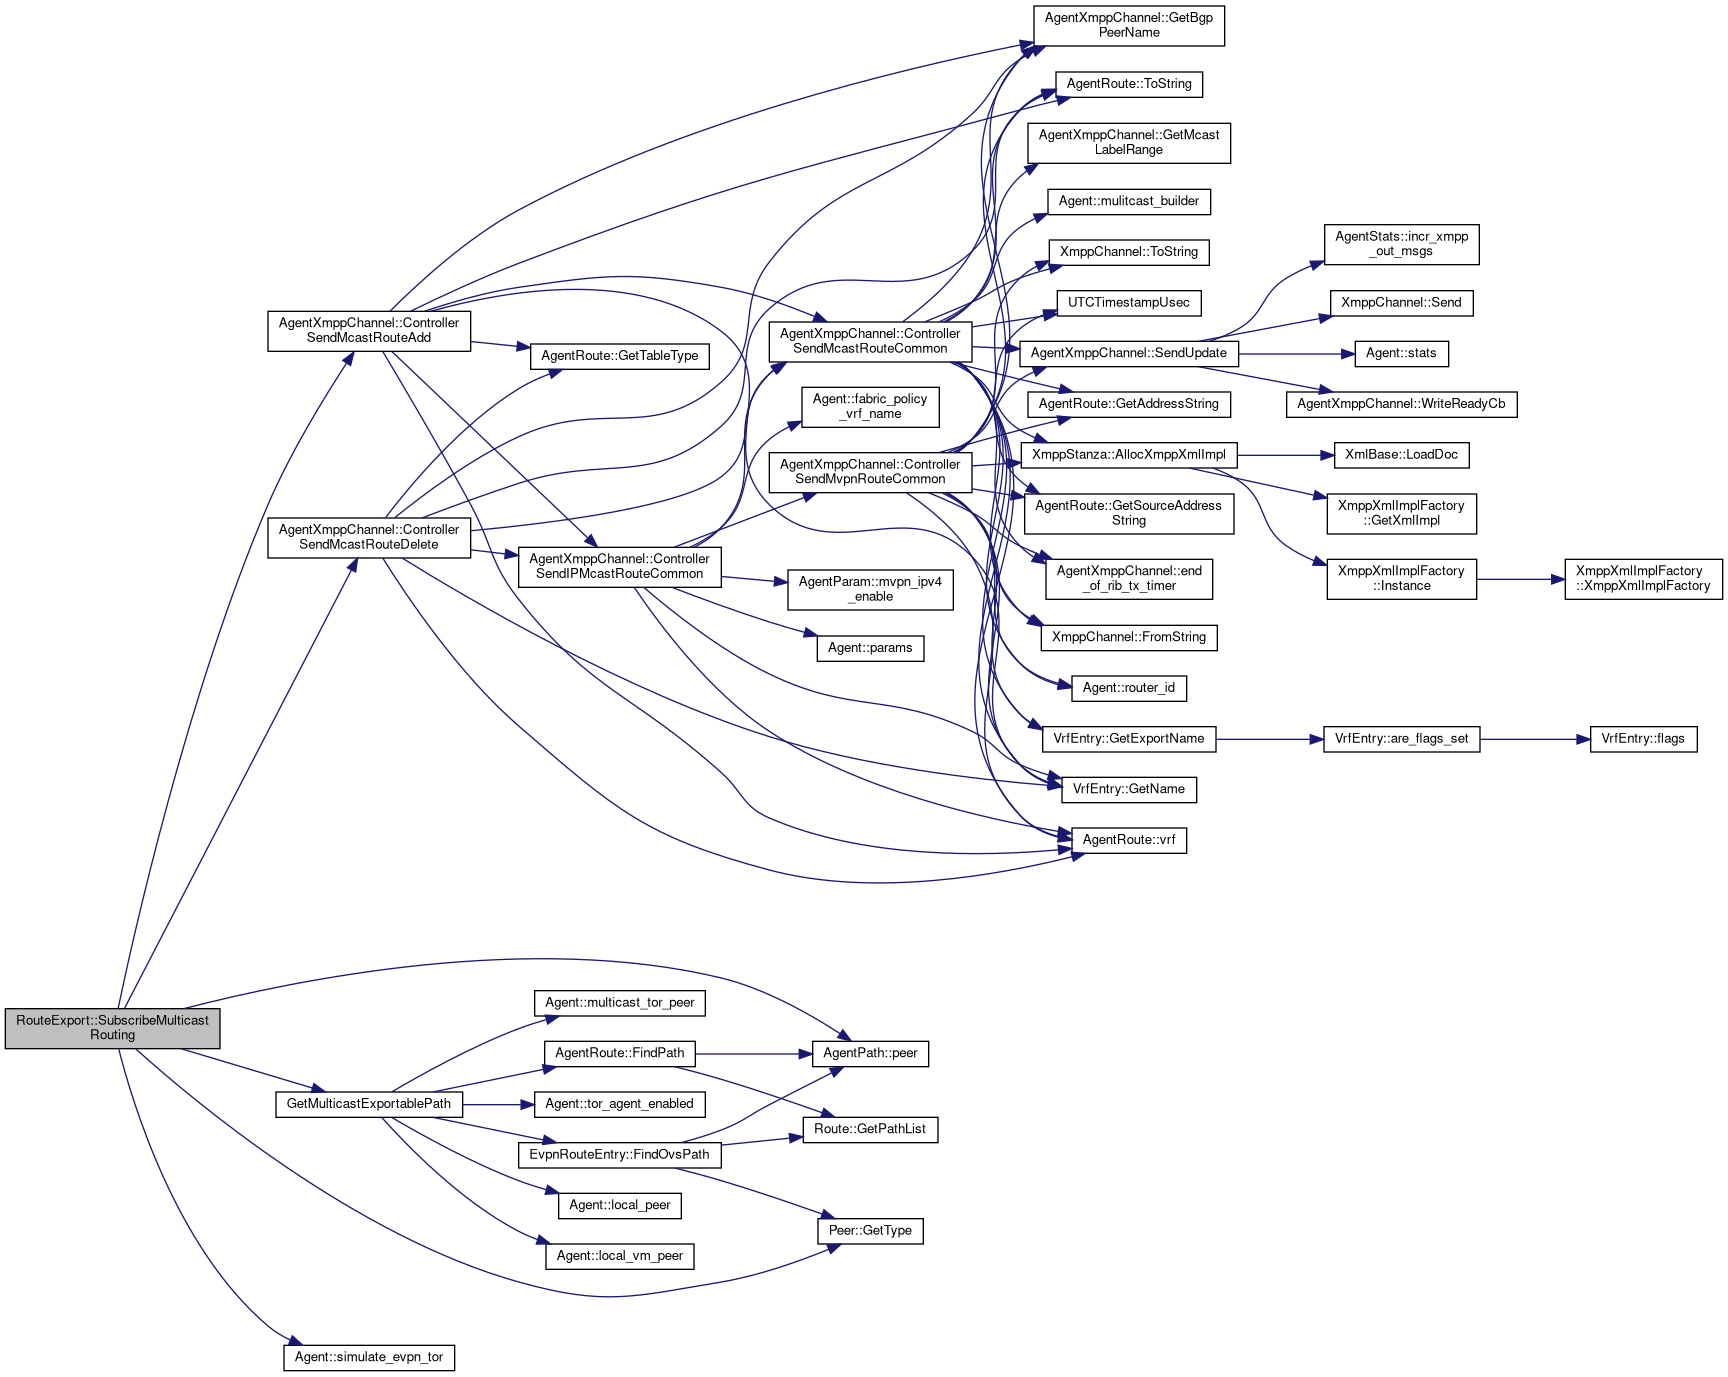 AgentXmppChannel::GetBgp
PeerName
AgentRoute::ToString
AgentXmppChannel::GetMcast
LabelRange
Agent::mulitcast_builder
AgentStats::incr_xmpp
_out_msgs
XmppChannel::ToString
UTCTimestampUsec
XmppChannel::Send
AgentXmppChannel::Controller
SendMcastRouteAdd
AgentXmppChannel::Controller
SendMcastRouteCommon
AgentRoute::GetTableType
AgentXmppChannel::SendUpdate
Agent::stats
Agent::fabric_policy
_vrf_name
AgentRoute::GetAddressString
AgentXmppChannel::WriteReadyCb
AgentXmppChannel::Controller
SendMvpnRouteCommon
XmppStanza::AllocXmppXmlImpl
XmlBase::LoadDoc
AgentRoute::GetSourceAddress
String
XmppXmlImplFactory
::GetXmlImpl
AgentXmppChannel::Controller
SendMcastRouteDelete
AgentXmppChannel::Controller
SendIPMcastRouteCommon
AgentParam::mvpn_ipv4
_enable
AgentXmppChannel::end
_of_rib_tx_timer
XmppXmlImplFactory
::Instance
XmppXmlImplFactory
::XmppXmlImplFactory
Agent::params
XmppChannel::FromString
Agent::router_id
VrfEntry::GetExportName
VrfEntry::are_flags_set
VrfEntry::flags
VrfEntry::GetName
AgentRoute::vrf
RouteExport::SubscribeMulticast
Routing
Agent::multicast_tor_peer
AgentRoute::FindPath
AgentPath::peer
GetMulticastExportablePath
Agent::tor_agent_enabled
Route::GetPathList
EvpnRouteEntry::FindOvsPath
Agent::local_peer
Peer::GetType
Agent::local_vm_peer
Agent::simulate_evpn_tor